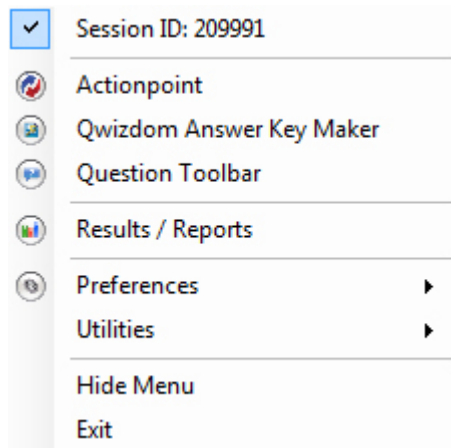 Session ID: 209991
Actionpoint
Qwizdom Answer Key Maker
Question Toolbar
Results / Reports
Preferences
Utilities
Hide Menu
Exit